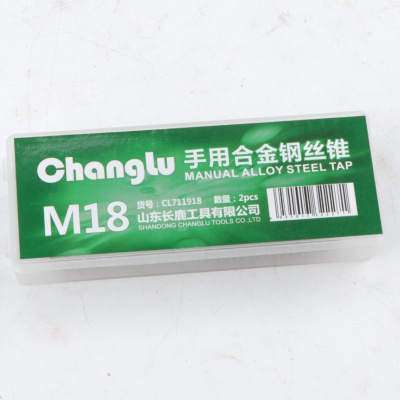 Changlu 手用合金钢丝锥
MANUAL ALLOY STEEL TAP
M18 货号：CL711918 数量：2pcs
山东长鹿工具有限公司
SHANDONG CHANGLU TOOLS CO.,LTD